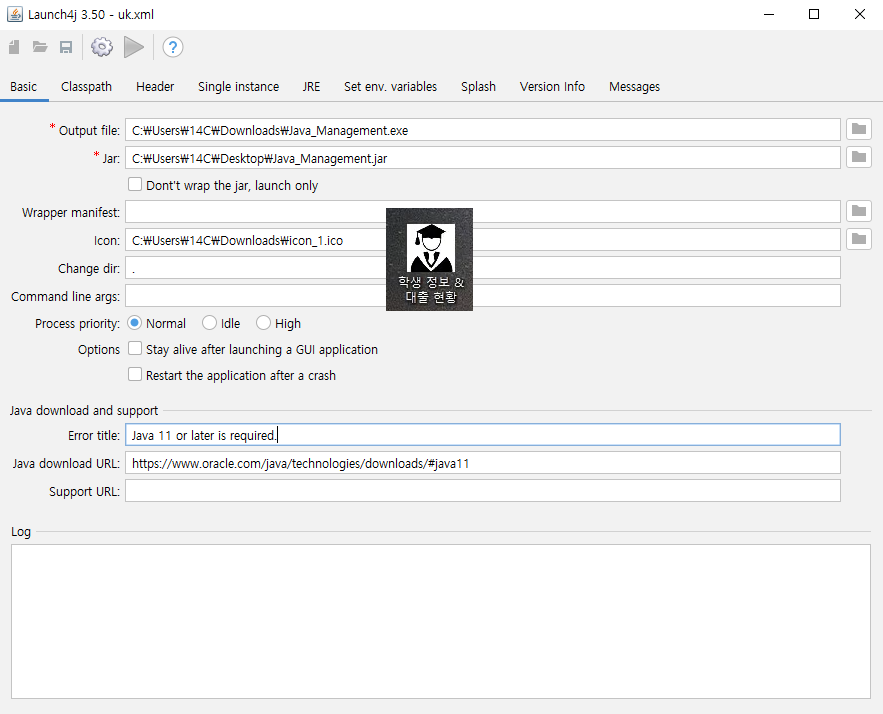 Launch4j 3.50 - uk.xml
?
Basic Classpath Header Single instance JRE Set env. variables Splash Version Info Messages
* Output file: C:₩Users₩14C₩Downloads₩Java_Management.exe
* Jar: C:₩Users₩14C₩Desktop₩Java_Management.jar
Dont't wrap the jar, launch only
Wrapper manifest:
Icon: C:₩Users₩14C₩Downloads₩icon_1.ico
Change dir: .
학생 정보 &
대출 현황
Command line args:
Process priority: Normal Idle High
Options Stay alive after launching a GUI application
Restart the application after a crash
Java download and support
Error title: Java 11 or later is required.
Java download URL: https://www.oracle.com/java/technologies/downloads/#java11
Support URL:
Log